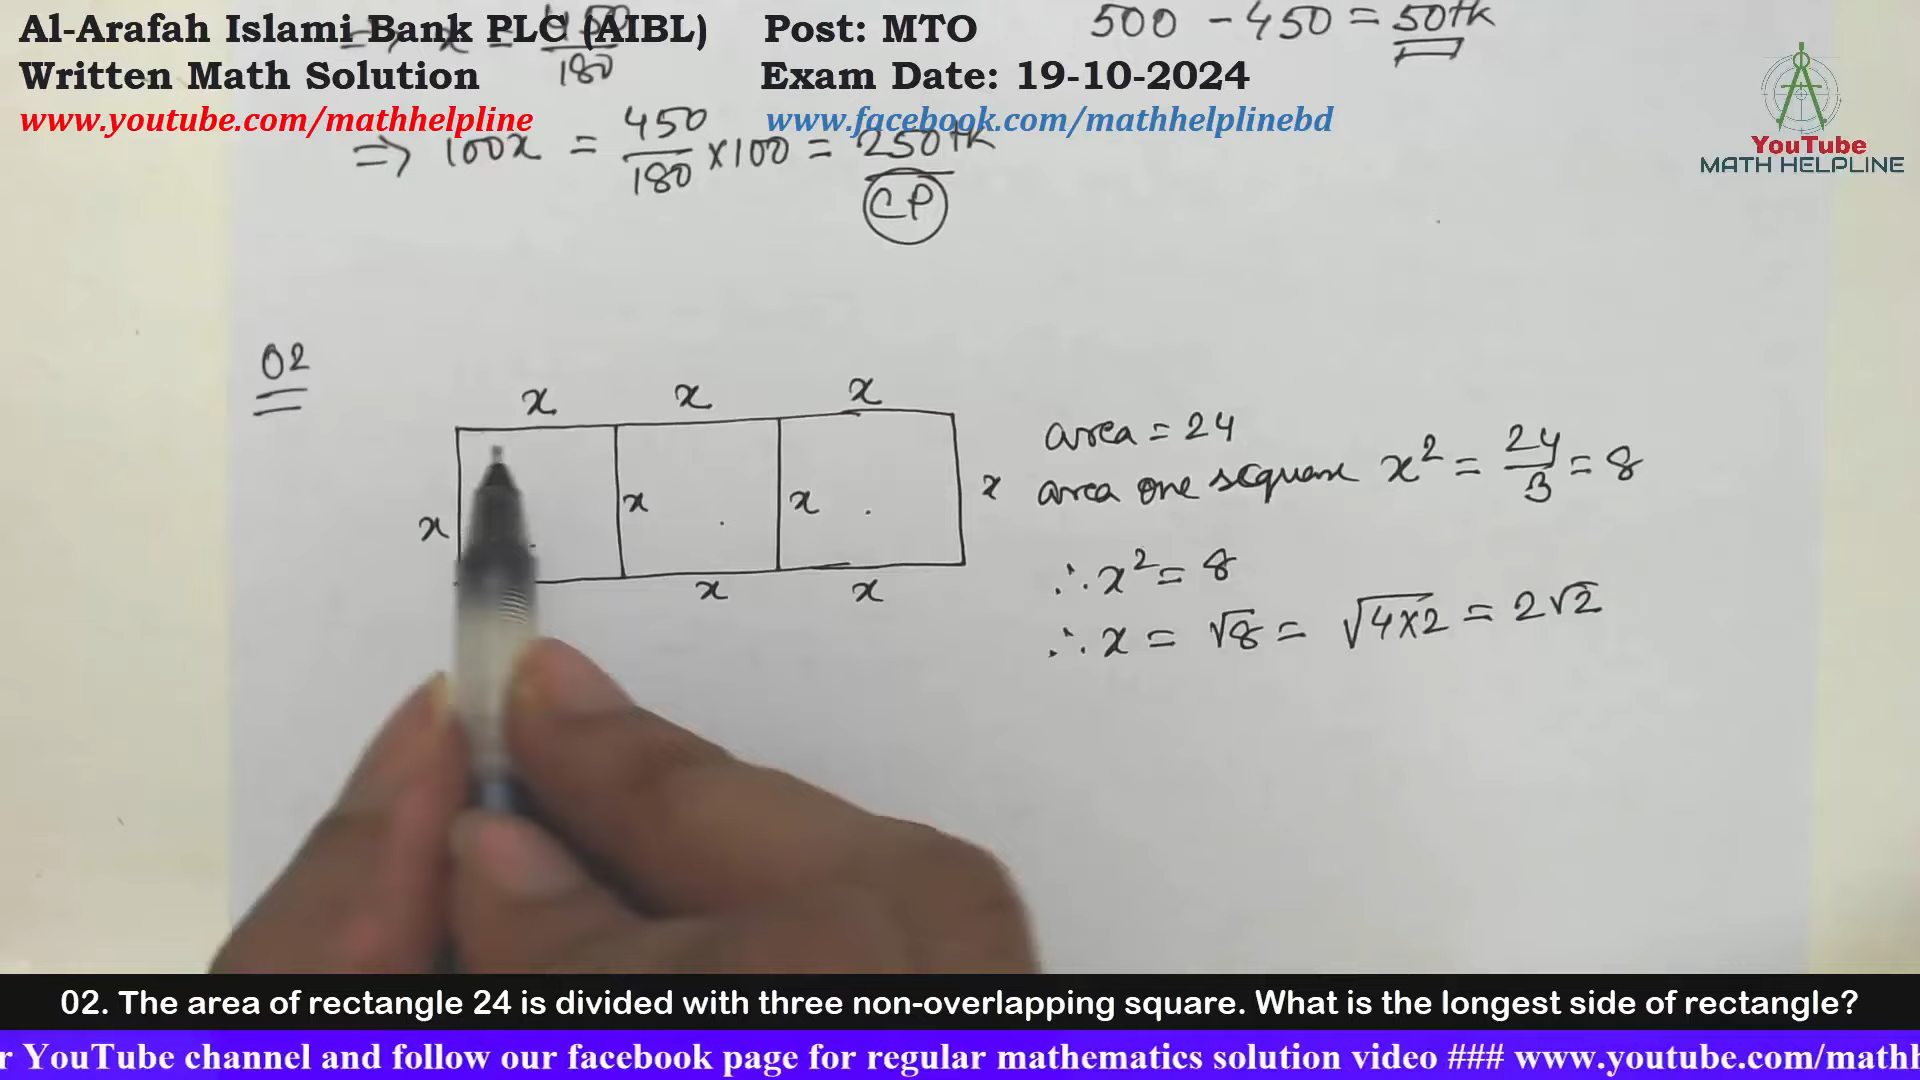 Al-Arafah Islami Bank PLC (AIBL) Post: MTO
500 - 450 = 50tk
180
Written Math Solution Exam Date: 19-10-2024
www.youtube.com/mathhelpline www.facebook.com/mathhelplinebd
YouTube
MATH HELPLINE
=> 100x = 450/180 × 100 = 250tk
CP
02
x x x
area = 24
x x x x
area one square x² = 24/3 = 8
x x
∴ x² = 8
∴ x = √8 = √4×2 = 2√2
02. The area of rectangle 24 is divided with three non-overlapping square. What is the longest side of rectangle?
r YouTube channel and follow our facebook page for regular mathematics solution video ### www.youtube.com/mathh